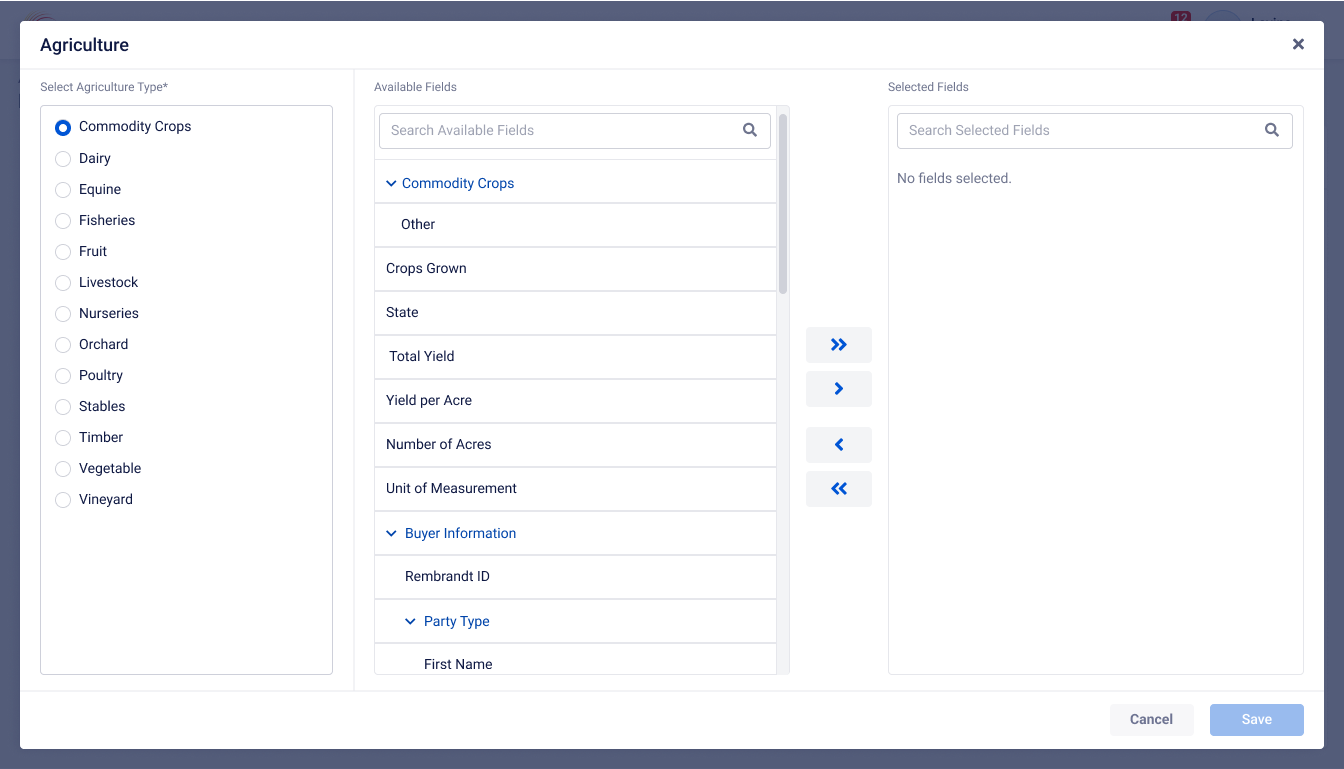 12
Agriculture
Select Agriculture Type*
Commodity Crops
Dairy
Equine
Fisheries
Fruit
Livestock
Nurseries
Orchard
Poultry
Stables
Timber
Vegetable
Vineyard
Available Fields
Search Available Fields
Commodity Crops
Other
Crops Grown
State
Total Yield
Yield per Acre
Number of Acres
Unit of Measurement
Buyer Information
Rembrandt ID
Party Type
First Name
Selected Fields
Search Selected Fields
No fields selected.
Cancel
Save